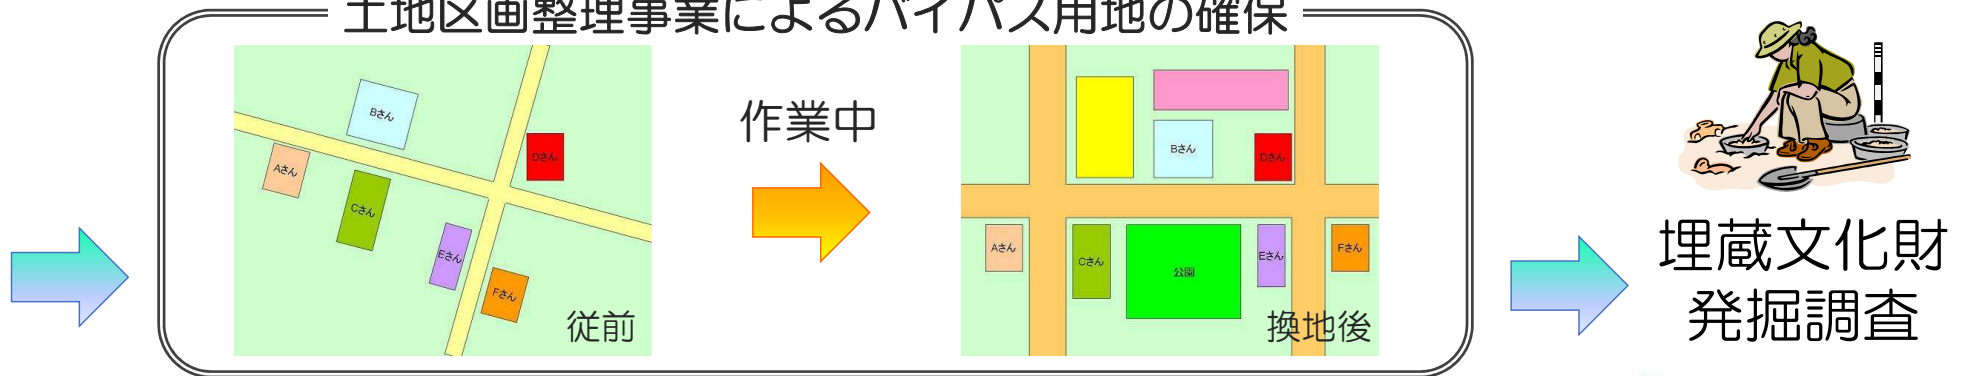 土地区画整理事業によるバイパス用地の確保
Bさん
Aさん
Cさん
Dさん
Eさん
Fさん
従前
作業中
Bさん
Dさん
Aさん
Cさん
公園
Eさん
Fさん
換地後
埋蔵文化財
発掘調査